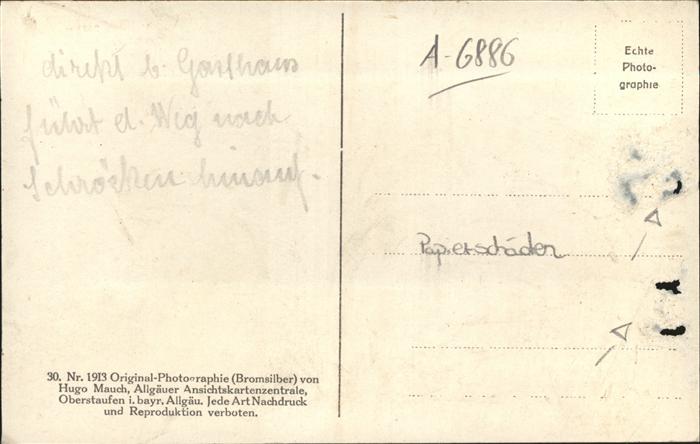 direkt b. Gasthaus
führt d. Weg nach
Schröcken hinauf.
30. Nr. 1913 Original-Photographie (Bromsilber) von
Hugo Mauch, Allgäuer Ansichtskartenzentrale,
Oberstaufen i. bayr. Allgäu. Jede Art Nachdruck
und Reproduktion verboten.
A-6886
Echte
Photo-
graphie
Papierschäden